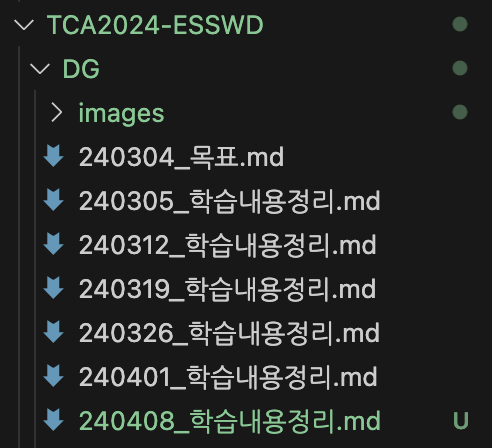 TCA2024-ESSWD
DG
images
240304_목표.md
240305_학습내용정리.md
240312_학습내용정리.md
240319_학습내용정리.md
240326_학습내용정리.md
240401_학습내용정리.md
240408_학습내용정리.md U